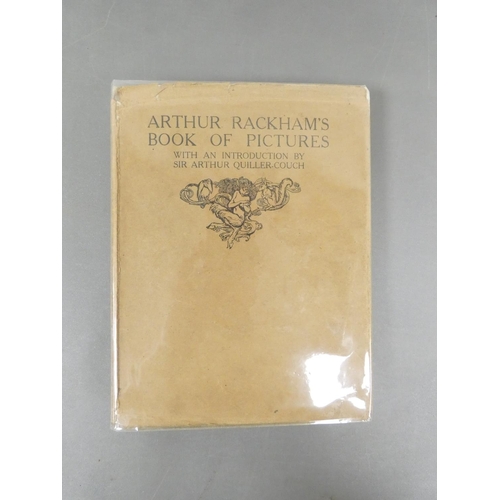 ARTHUR RACKHAM'S
BOOK OF PICTURES
WITH AN INTRODUCTION BY
SIR ARTHUR QUILLER-COUCH